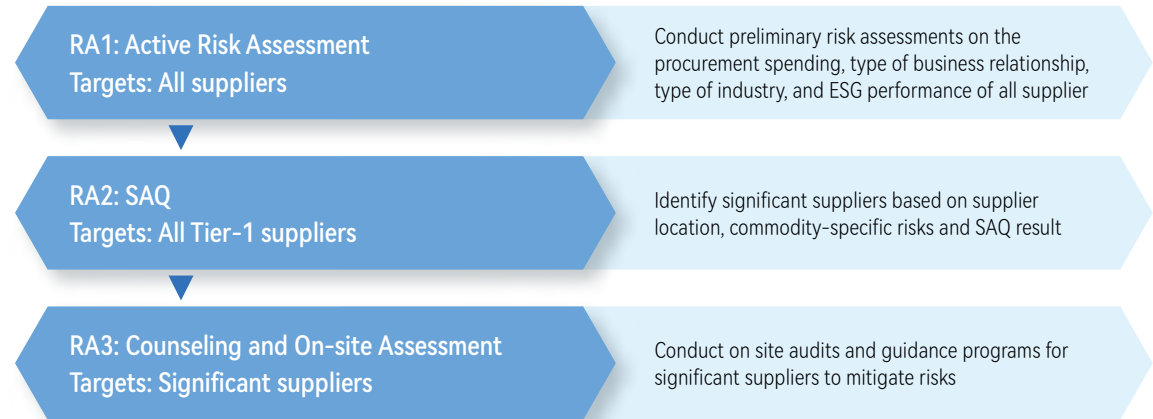 RA1: Active Risk Assessment
Targets: All suppliers
Conduct preliminary risk assessments on the
procurement spending, type of business relationship,
type of industry, and ESG performance of all supplier
RA2: SAQ
Targets: All Tier-1 suppliers
Identify significant suppliers based on supplier
location, commodity-specific risks and SAQ result
RA3: Counseling and On-site Assessment
Targets: Significant suppliers
Conduct on site audits and guidance programs for
significant suppliers to mitigate risks